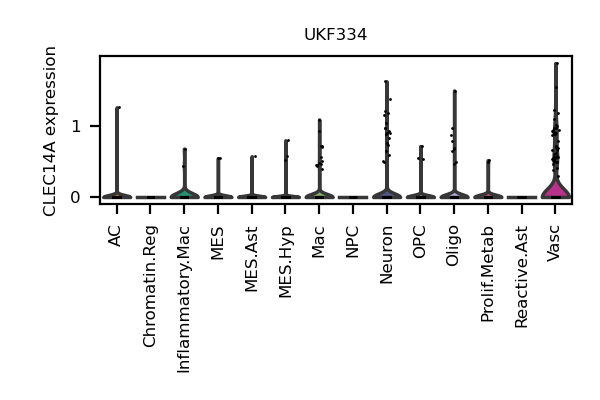 UKF334
CLEC14A expression
1
0
AC
Chromatin.Reg
Inflammatory.Mac
MES
MES.Ast
MES.Hyp
Mac
NPC
Neuron
OPC
Oligo
Prolif.Metab
Reactive.Ast
Vasc